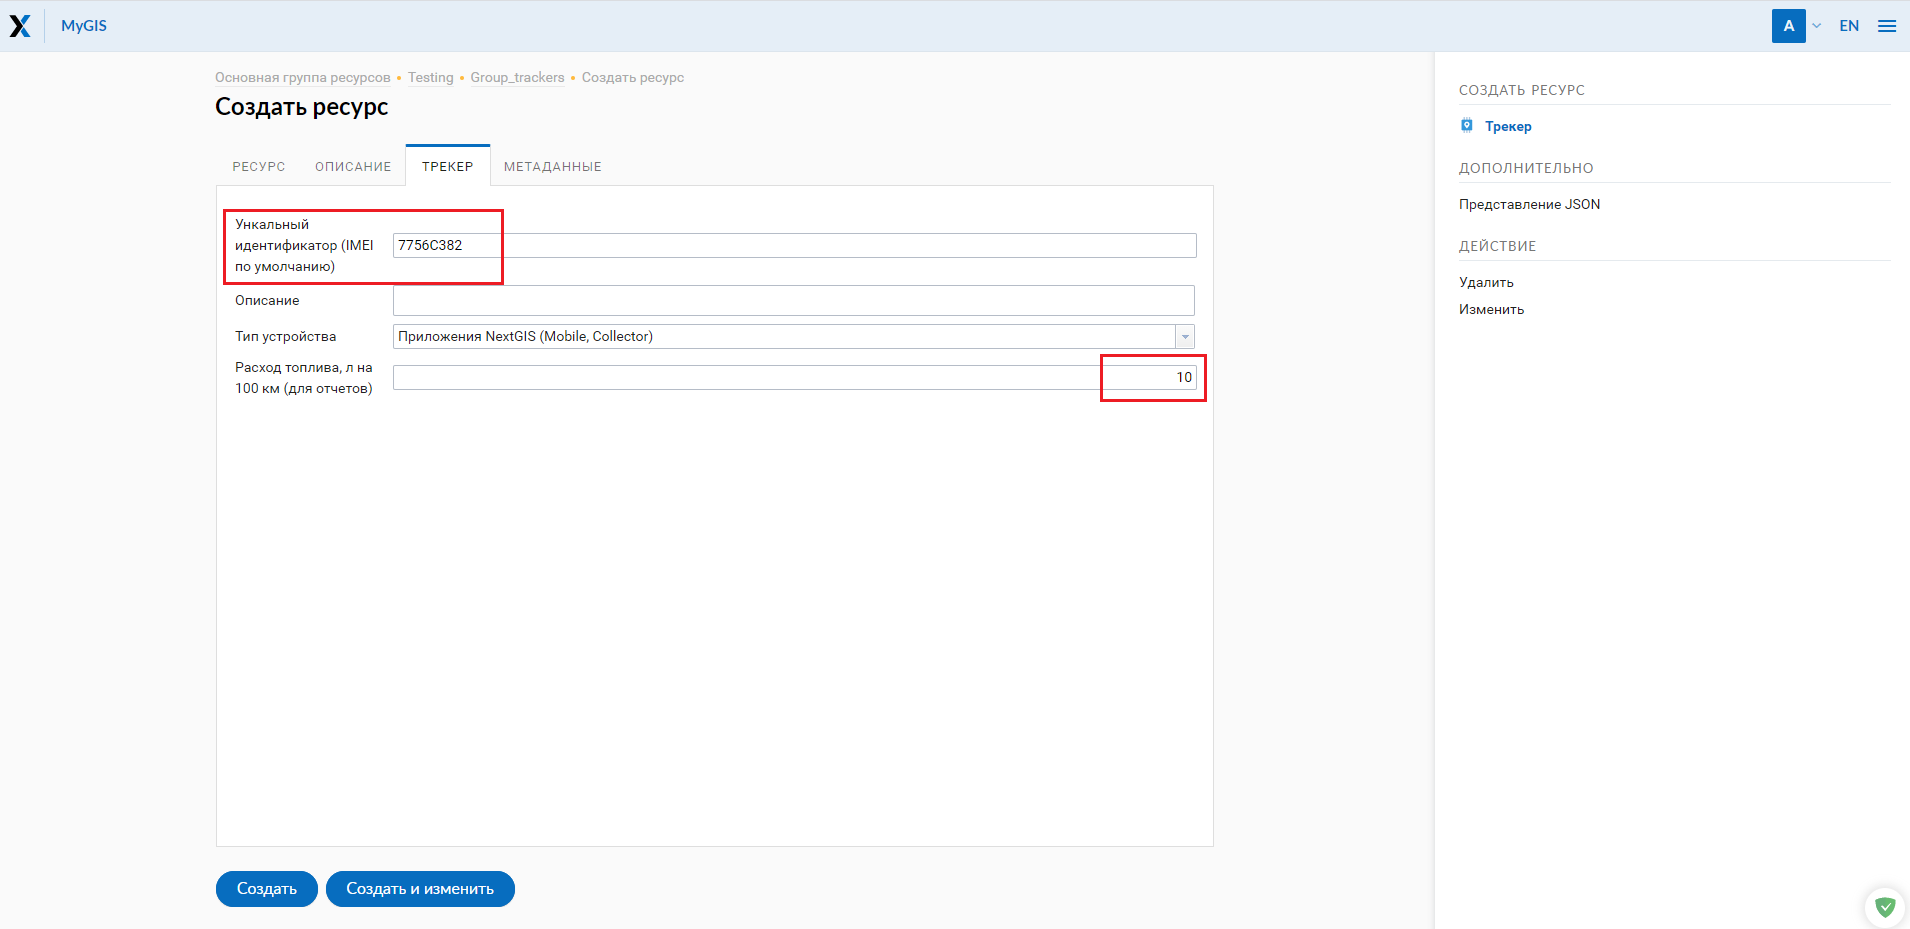 MyGIS
A
EN
Основная группа ресурсов • Testing • Group_trackers • Создать ресурс
Создать ресурс
РЕСУРС
ОПИСАНИЕ
ТРЕКЕР
МЕТАДАННЫЕ
Ункальный
идентификатор (IMEI
по умолчанию)
7756C382
Описание
Тип устройства
Приложения NextGIS (Mobile, Collector)
Расход топлива, л на
100 км (для отчетов)
10
Создать
Создать и изменить
СОЗДАТЬ РЕСУРС
Трекер
ДОПОЛНИТЕЛЬНО
Представление JSON
ДЕЙСТВИЕ
Удалить
Изменить